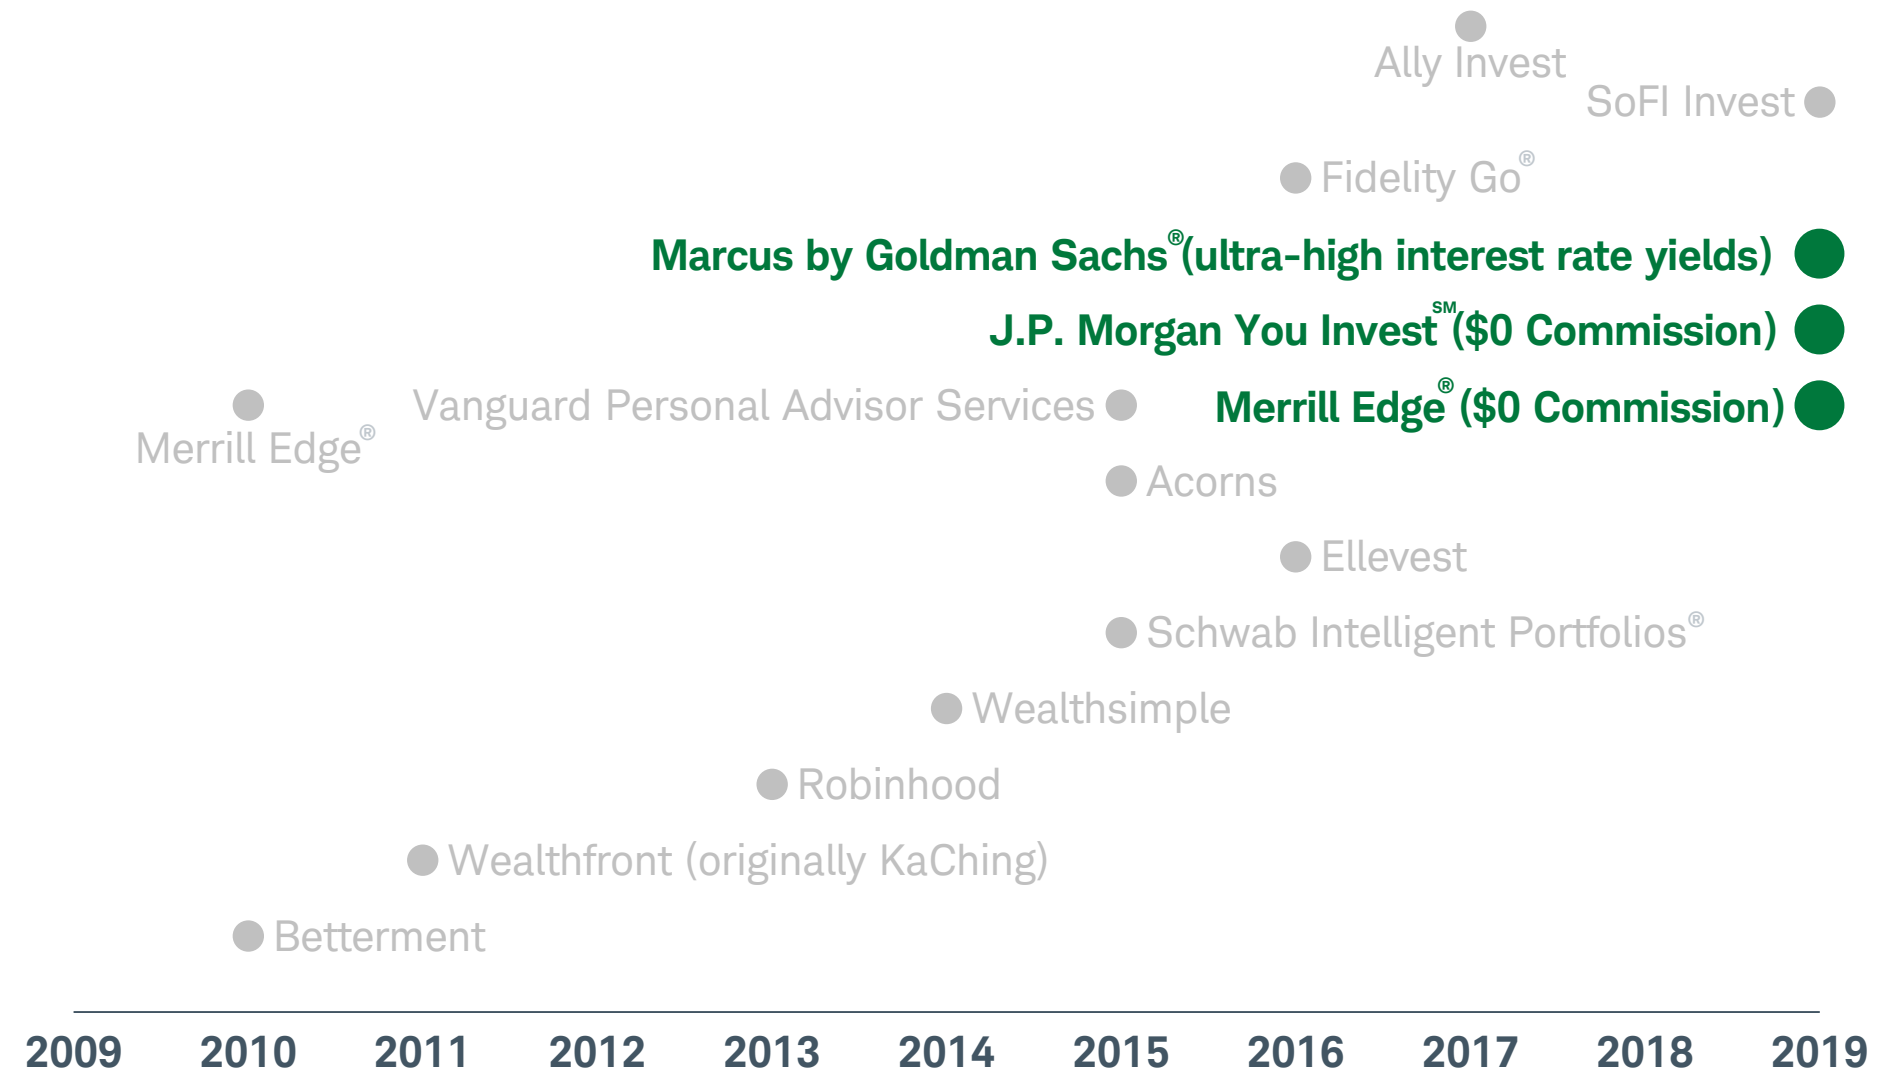 Ally Invest
SoFI Invest
Fidelity Go®
Marcus by Goldman Sachs® (ultra-high interest rate yields)
J.P. Morgan You Invest℠ ($0 Commission)
Vanguard Personal Advisor Services
Merrill Edge® ($0 Commission)
Merrill Edge®
Acorns
Ellevest
Schwab Intelligent Portfolios®
Wealthsimple
Robinhood
Wealthfront (originally KaChing)
Betterment
2009 2010 2011 2012 2013 2014 2015 2016 2017 2018 2019